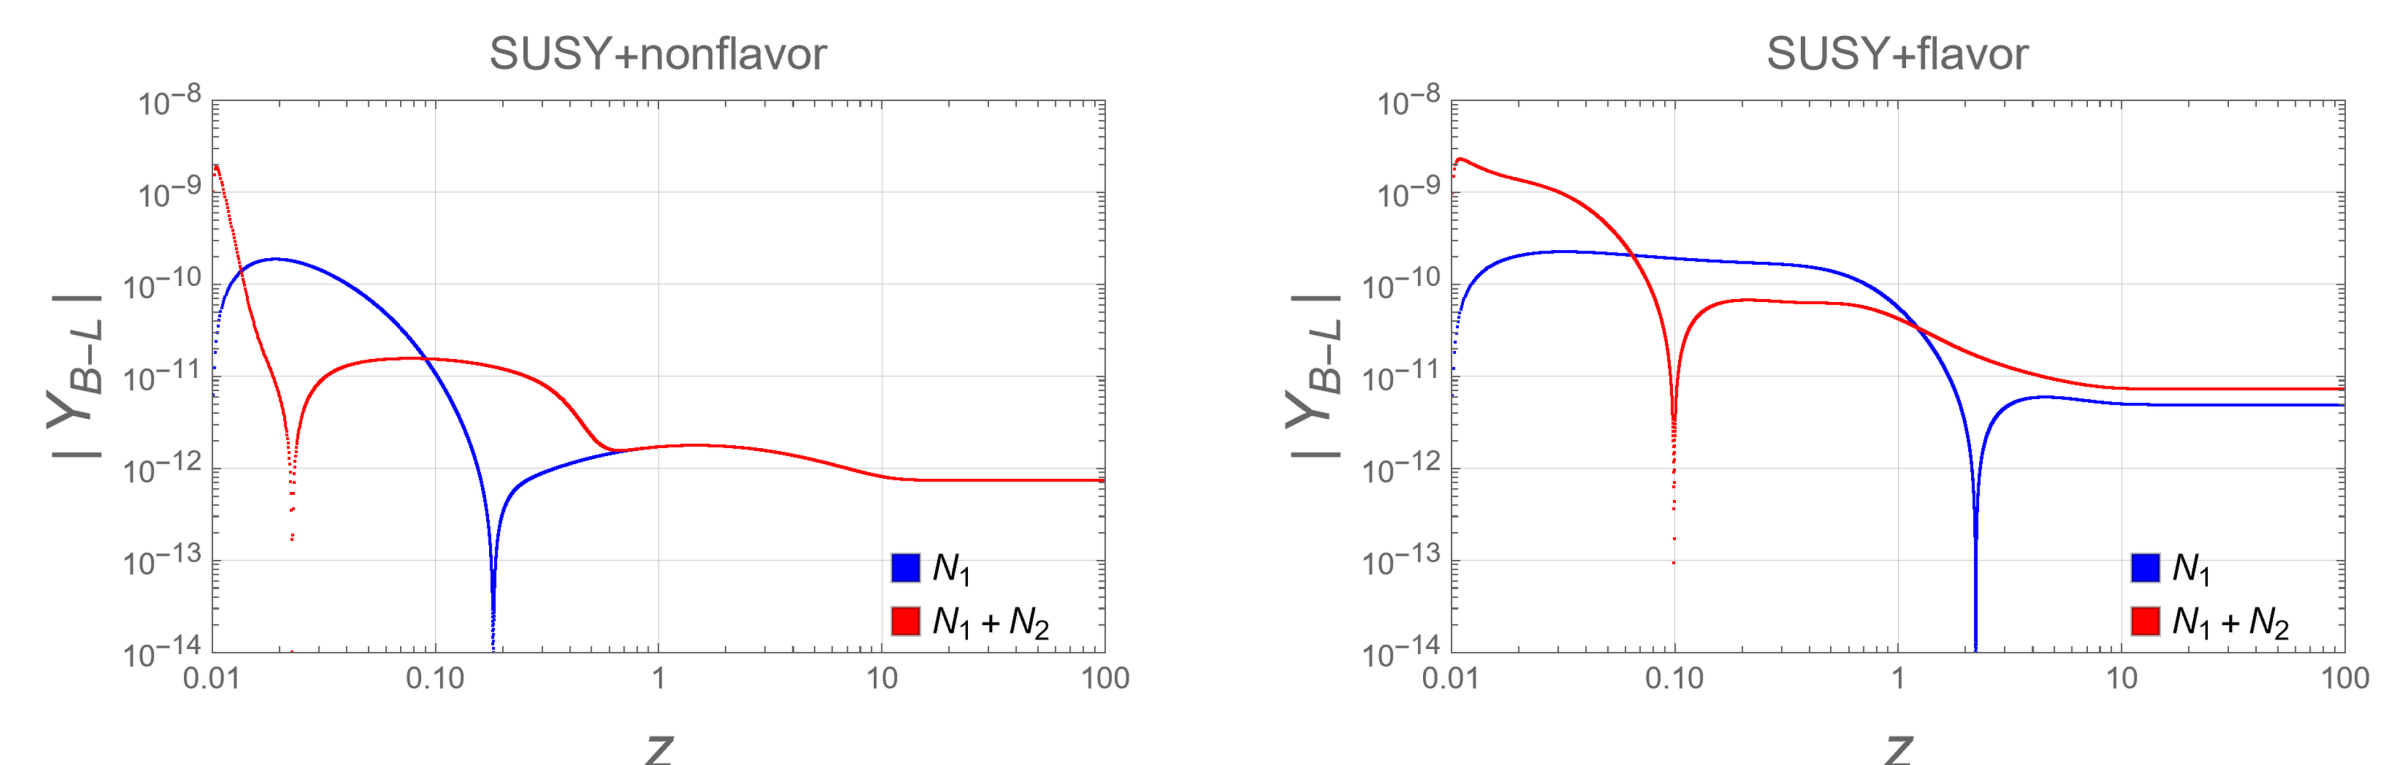 SUSY+nonflavor
| Y_{B−L} |
10^{−8}
10^{−9}
10^{−10}
10^{−11}
10^{−12}
10^{−13}
10^{−14}
0.01 0.10 1 10 100
z
N_1
N_1 + N_2
SUSY+flavor
| Y_{B−L} |
10^{−8}
10^{−9}
10^{−10}
10^{−11}
10^{−12}
10^{−13}
10^{−14}
0.01 0.10 1 10 100
z
N_1
N_1 + N_2